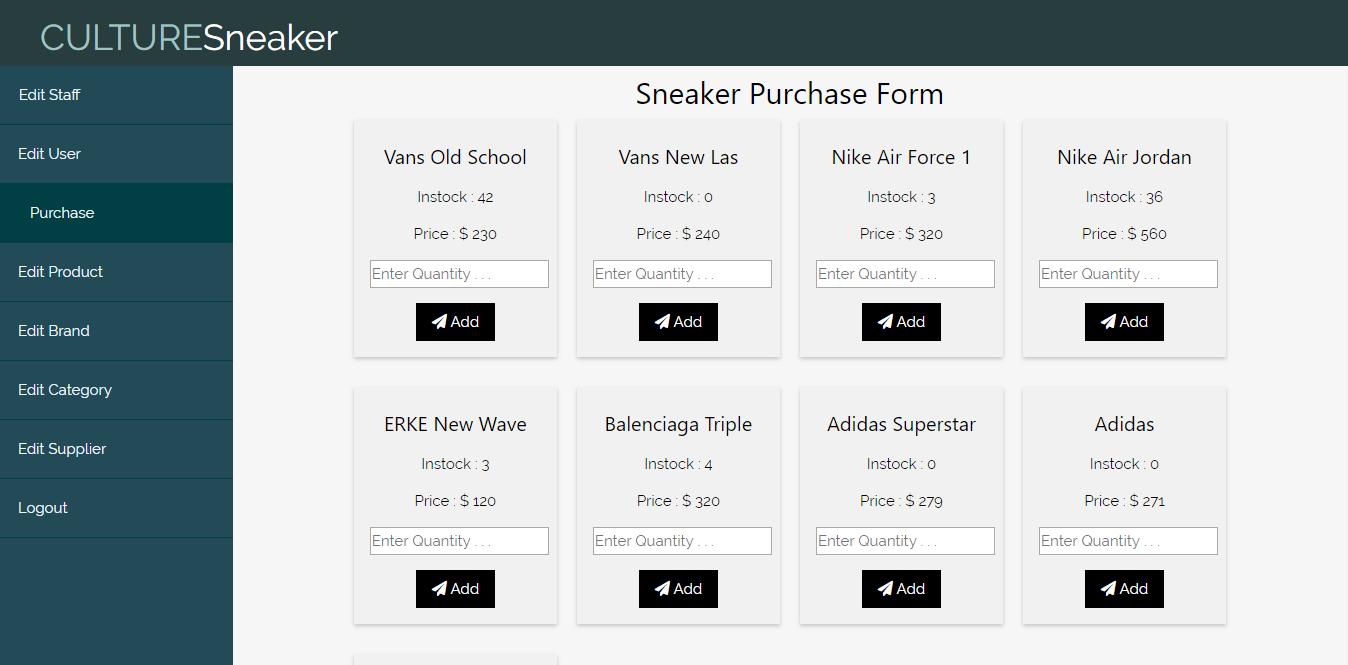 CULTURESneaker
Edit Staff
Edit User
Purchase
Edit Product
Edit Brand
Edit Category
Edit Supplier
Logout
Sneaker Purchase Form
Vans Old School
Instock : 42
Price : $ 230
Enter Quantity . . .
Add
Vans New Las
Instock : 0
Price : $ 240
Enter Quantity . . .
Add
Nike Air Force 1
Instock : 3
Price : $ 320
Enter Quantity . . .
Add
Nike Air Jordan
Instock : 36
Price : $ 560
Enter Quantity . . .
Add
ERKE New Wave
Instock : 3
Price : $ 120
Enter Quantity . . .
Add
Balenciaga Triple
Instock : 4
Price : $ 320
Enter Quantity . . .
Add
Adidas Superstar
Instock : 0
Price : $ 279
Enter Quantity . . .
Add
Adidas
Instock : 0
Price : $ 271
Enter Quantity . . .
Add